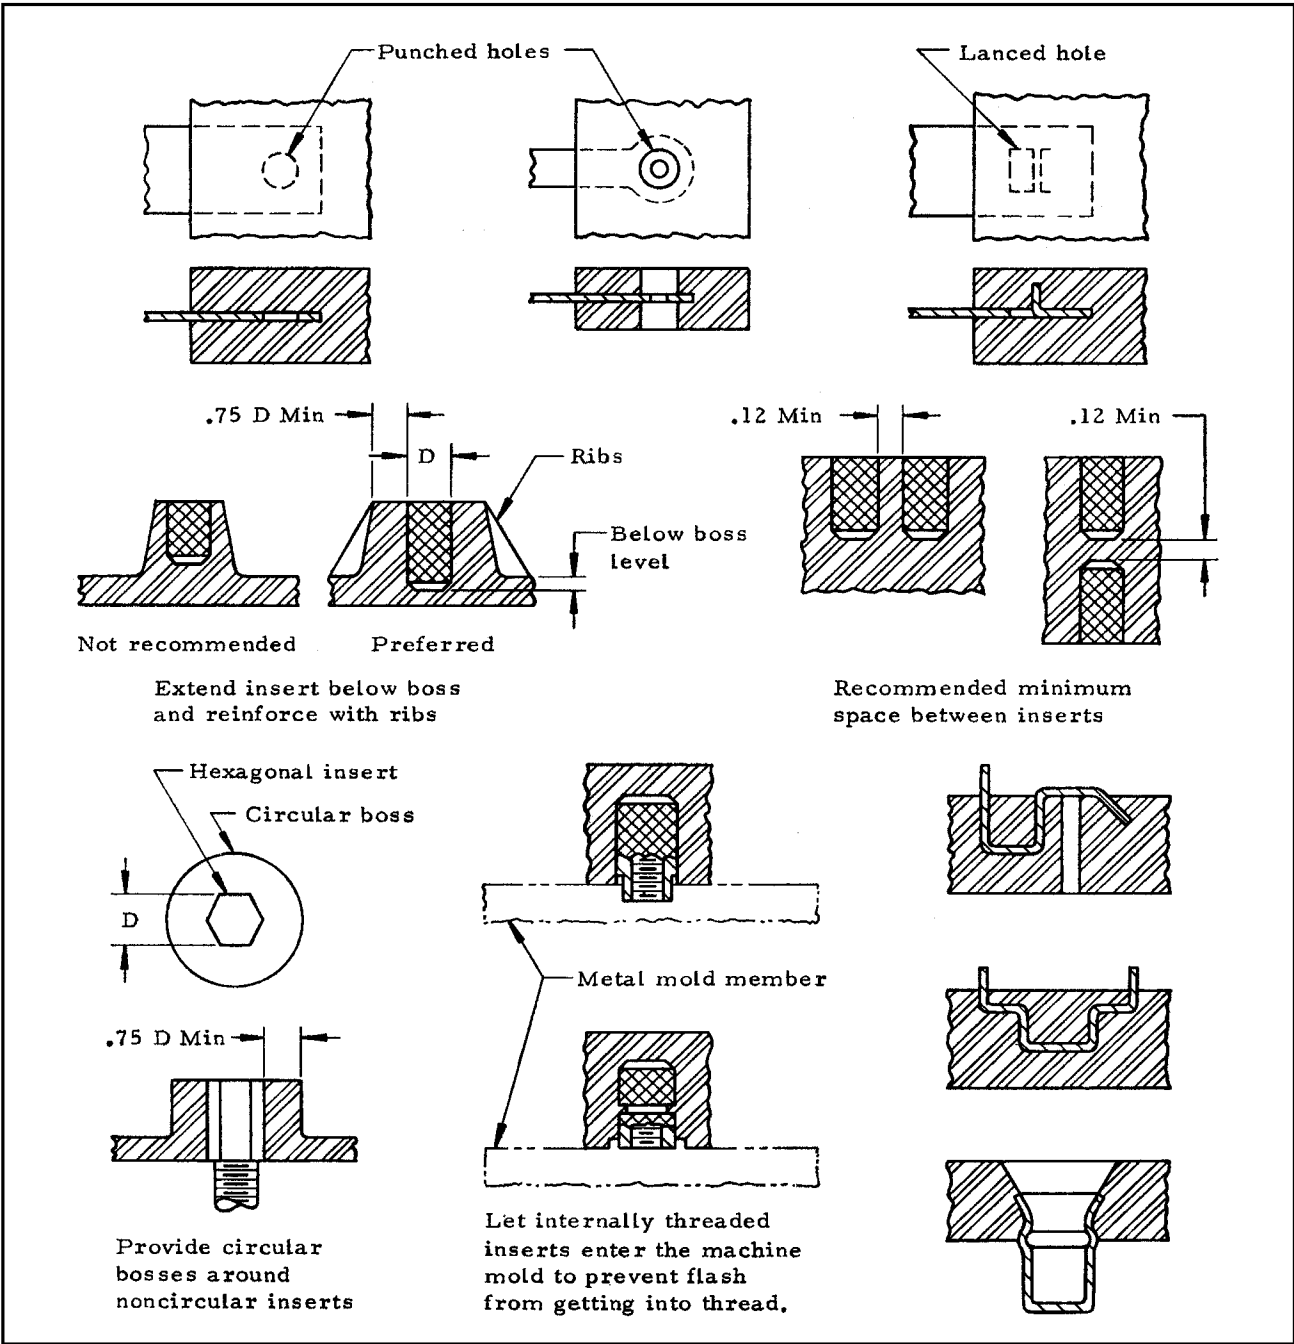 Punched holes
Lanced hole
.75 D Min
D
Ribs
Below boss
level
.12 Min
.12 Min
Not recommended
Preferred
Extend insert below boss
and reinforce with ribs
Recommended minimum
space between inserts
Hexagonal insert
Circular boss
D
.75 D Min
Metal mold member
Provide circular
bosses around
noncircular inserts
Let internally threaded
inserts enter the machine
mold to prevent flash
from getting into thread.